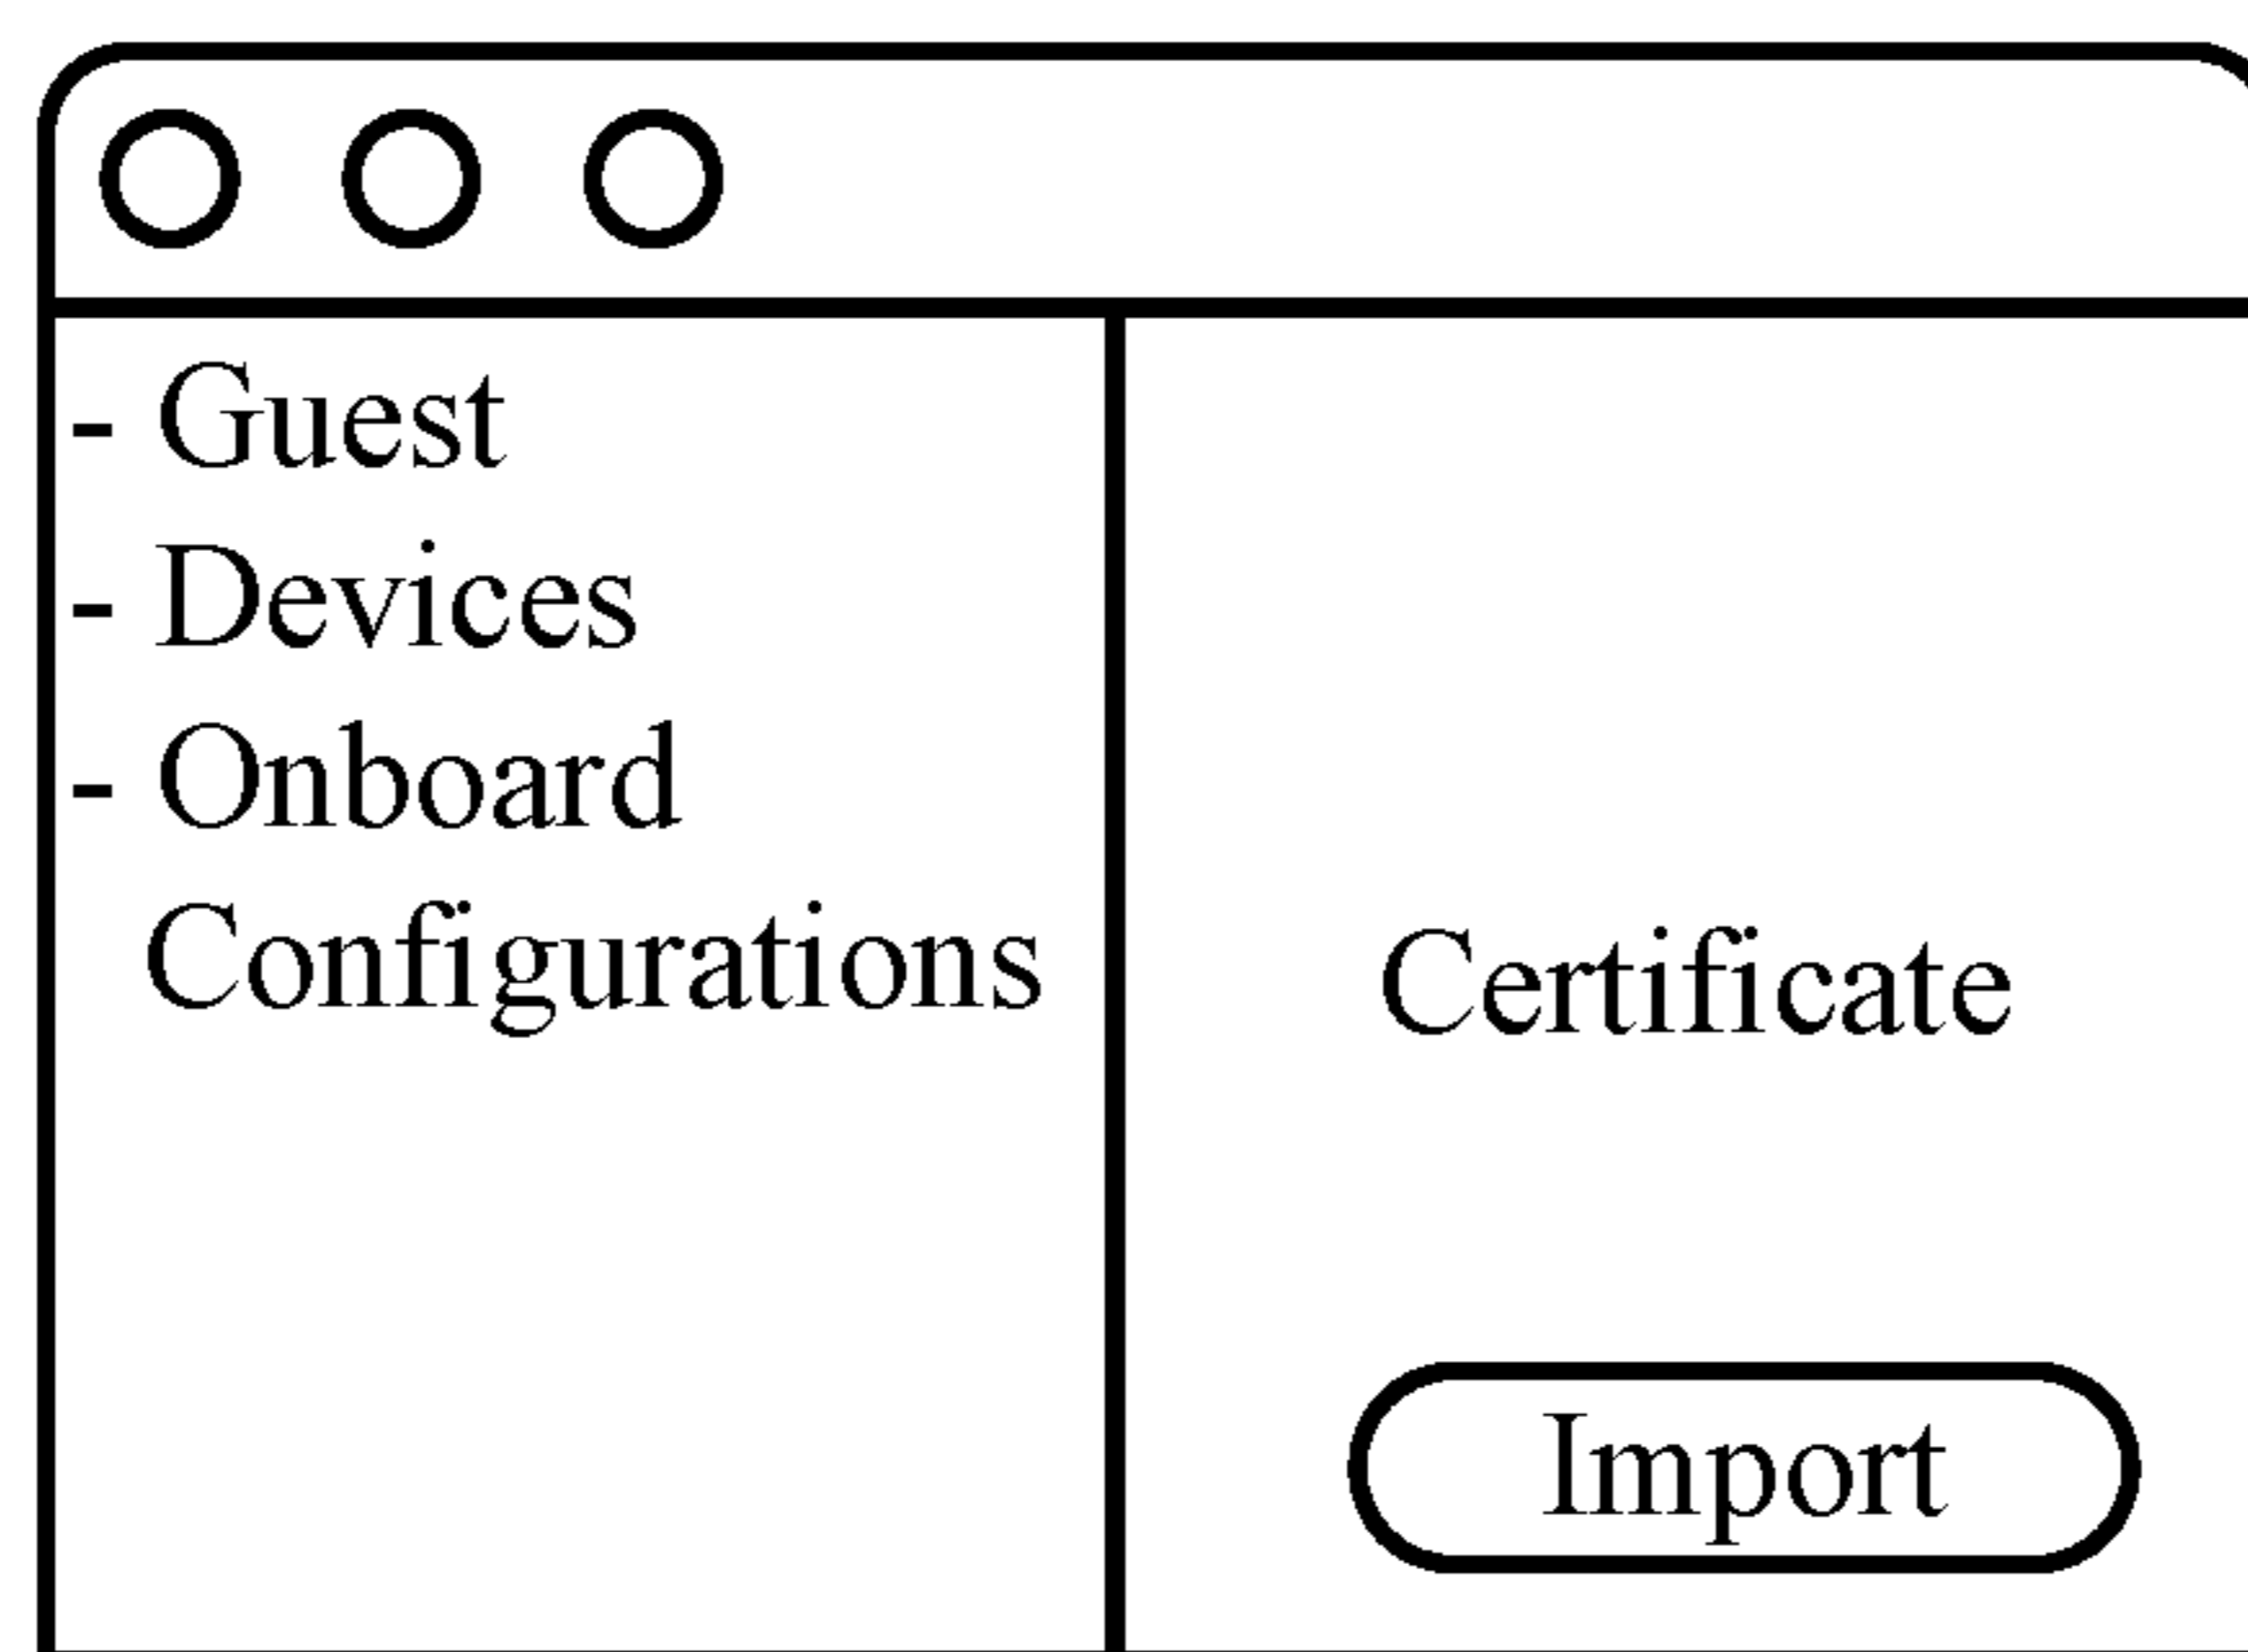 - Guest
- Devices
- Onboard
Configurations
Certificate
Import